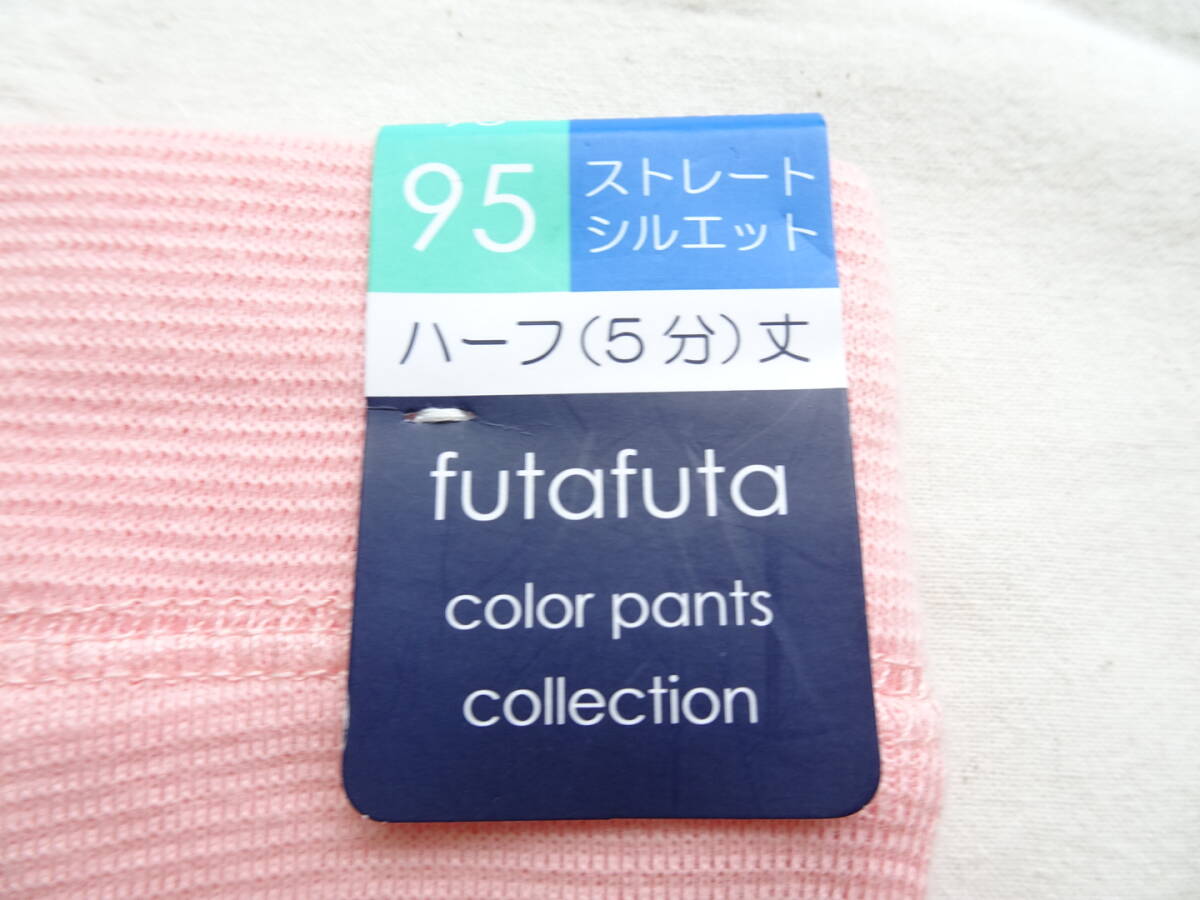 95
ストレート
シルエット
ハーフ(5分)丈
futafuta
color pants
collection